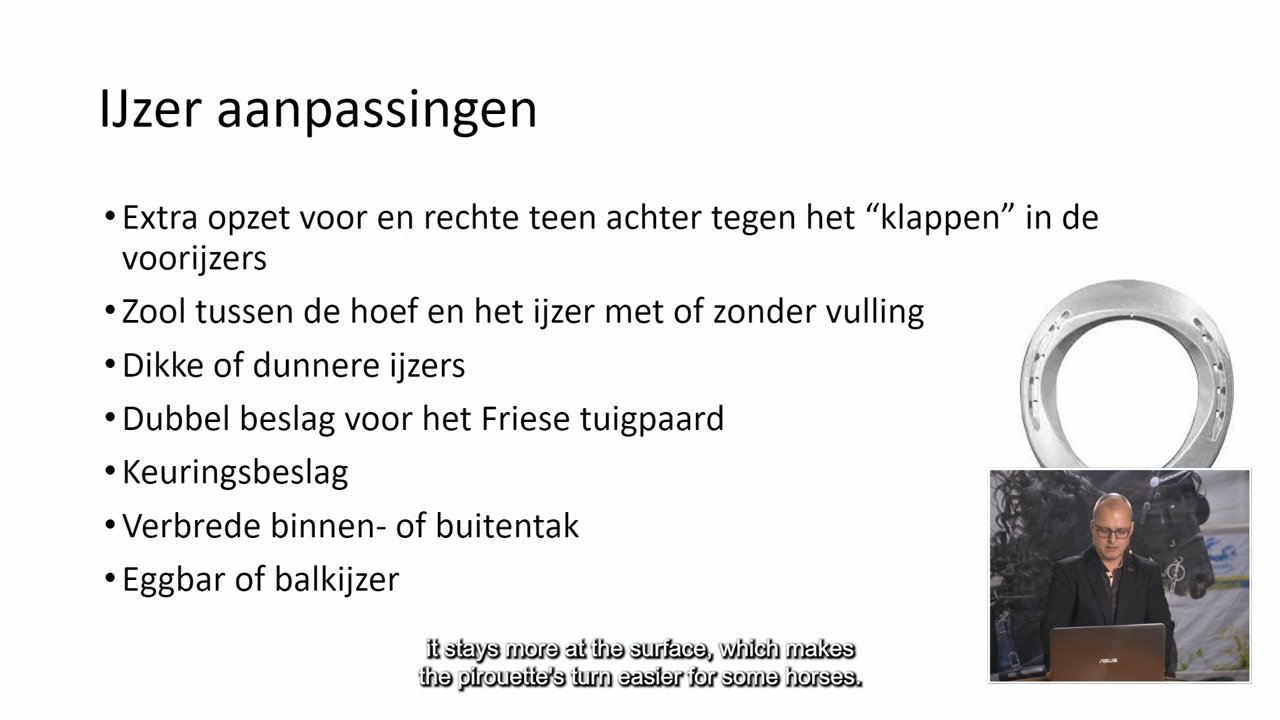 IJzer aanpassingen
• Extra opzet voor en rechte teen achter tegen het “klappen” in de
voorijzers
• Zool tussen de hoef en het ijzer met of zonder vulling
• Dikke of dunnere ijzers
• Dubbel beslag voor het Friese tuigpaard
• Keuringsbeslag
• Verbrede binnen- of buitentak
• Eggbar of balkijzer
ASUS
it stays more at the surface, which makes
the pirouette's turn easier for some horses.